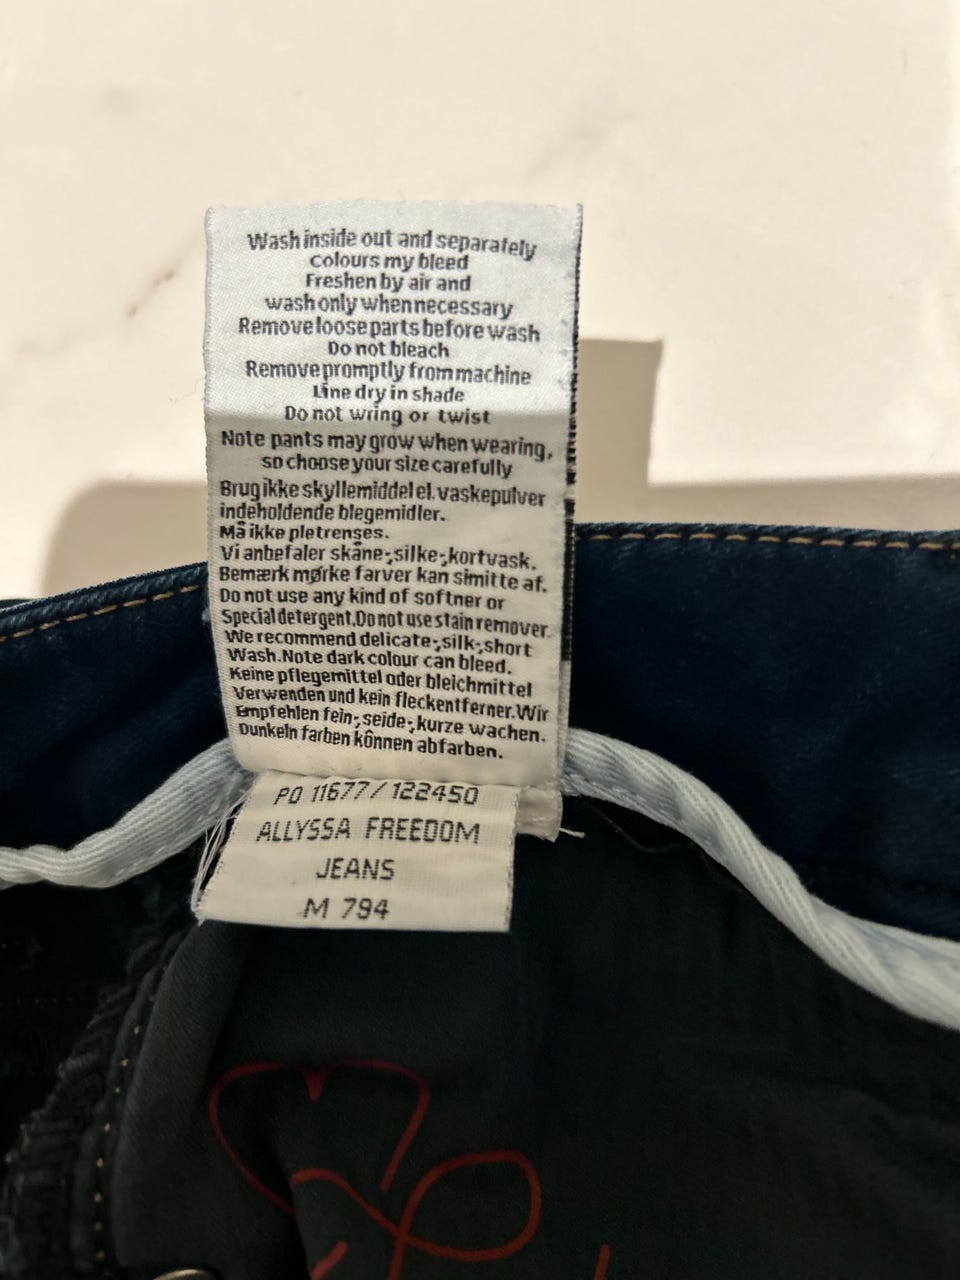 Wash inside out and separately
colours my bleed
Freshen by air and
wash only when necessary
Remove loose parts before wash
Do not bleach
Remove promptly from machine
Line dry in shade
Do not wring or twist
Note pants may grow when wearing,
so choose your size carefully
Brug ikke skyllemiddel el. vaskepulver
indeholdende blegemidler.
Må ikke pletrenses.
Vi anbefaler skåne-,silke-,kortvask.
Bemærk mørke farver kan smitte af.
Do not use any kind of softner or
Special detergent.Do not use stain remover.
We recommend delicate-,silk-,short
Wash.Note dark colour can bleed.
Keine pflegemittel oder bleichmittel
Verwenden und kein fleckentferner.Wir
Empfehlen fein-,seide-,kurze wachen.
Dunkeln farben kônnen abfarben.
PO 11677/122450
ALLYSSA FREEDOM
JEANS
M 794